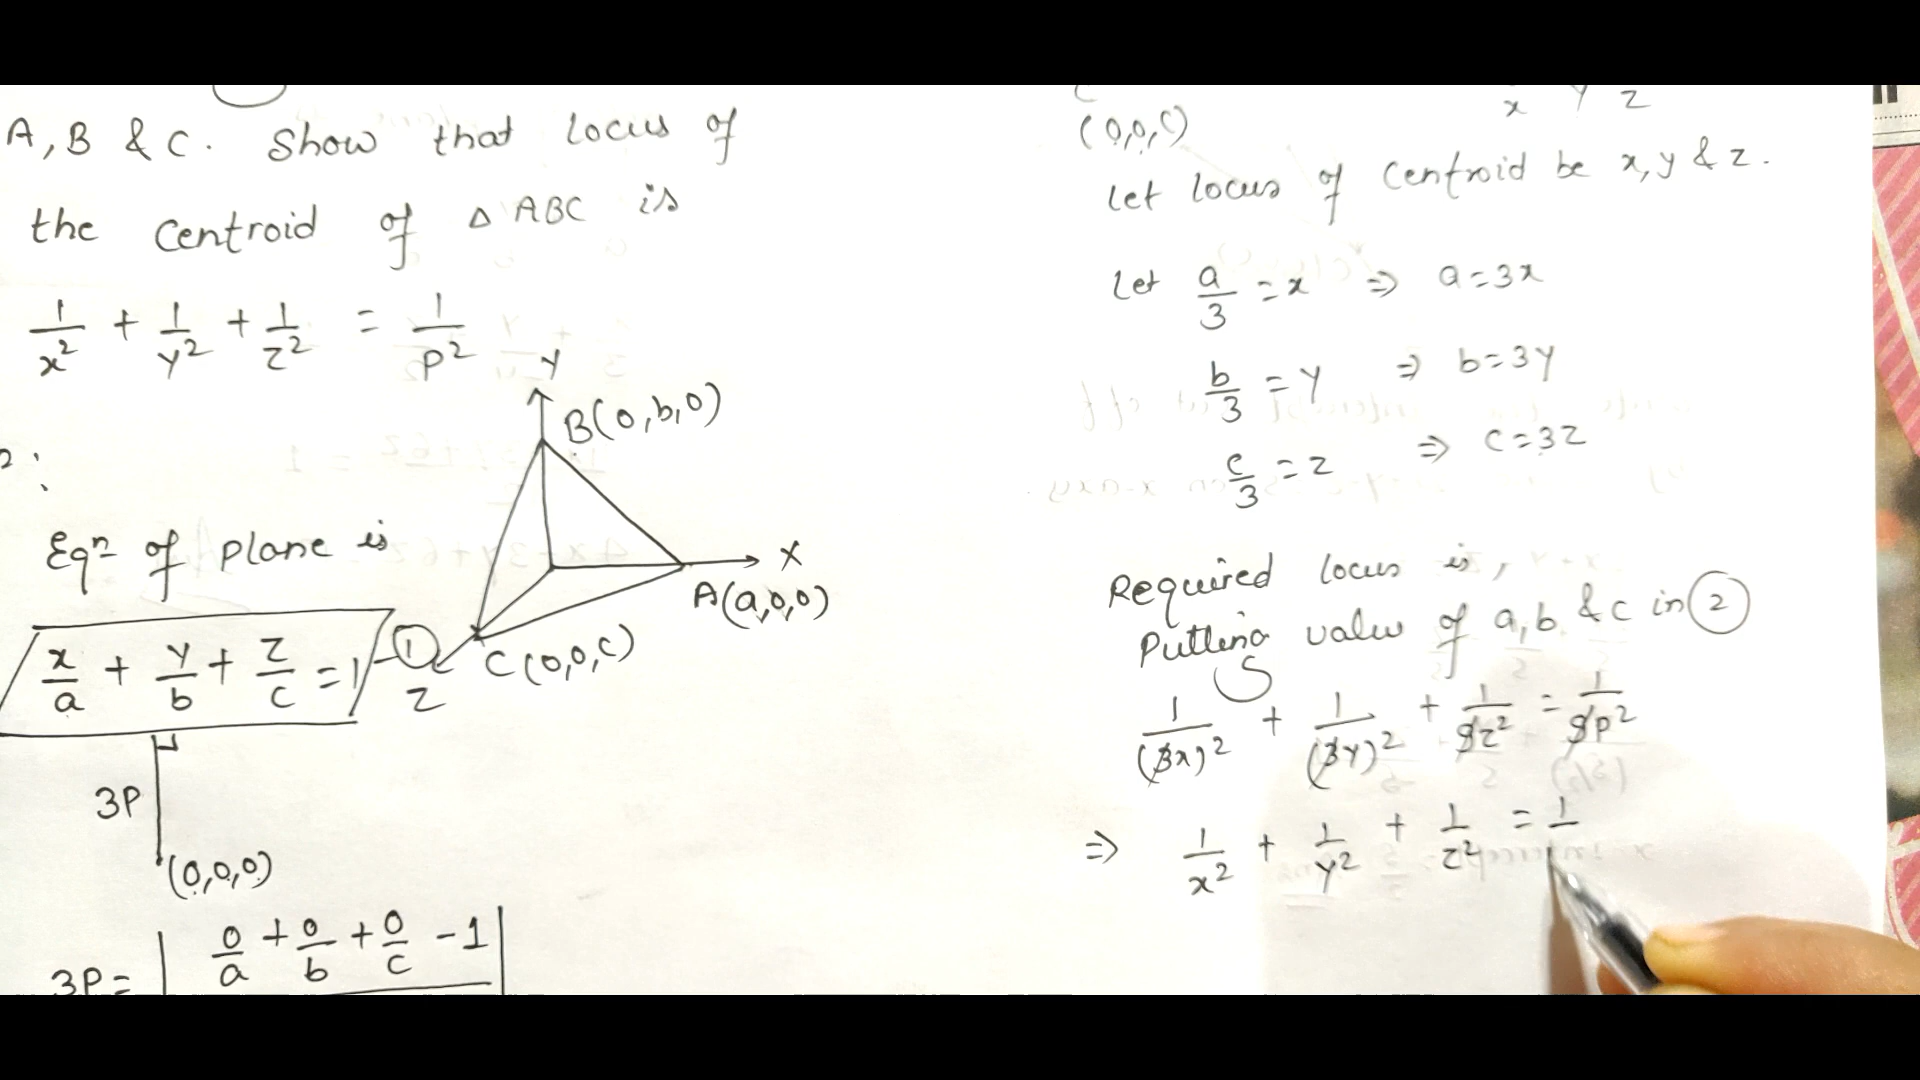 A, B & C. Show that locus of
the Centroid of △ ABC is
1/x² + 1/y² + 1/z² = 1/p²
Y
B(0,b,0)
X
A(a,0,0)
C(0,0,c)
Z
Eqⁿ of plane is
x/a + y/b + z/c = 1 - ①
3P
(0,0,0)
3P = | 0/a + 0/b + 0/c - 1 |
(0,0,C)
x y z
Let locus of Centroid be x, y & z.
Let a/3 = x ⇒ a = 3x
b/3 = y ⇒ b = 3y
c/3 = z ⇒ c = 3z
Required locus is,
Putting value of a, b & c in ②
1/(3x)² + 1/(3y)² + 1/9z² = 1/9p²
⇒ 1/x² + 1/y² + 1/z² = 1/